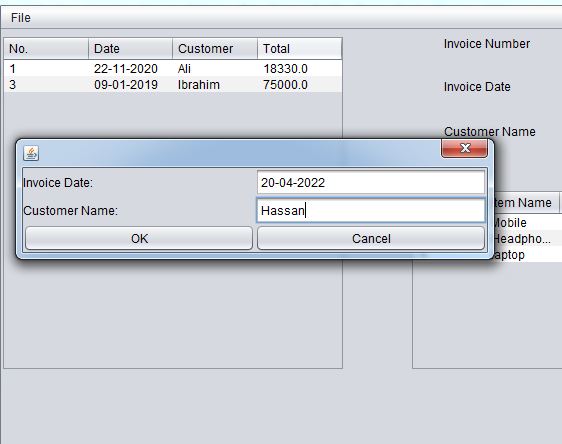 File
No. Date Customer Total
1 22-11-2020 Ali 18330.0
3 09-01-2019 Ibrahim 75000.0
Invoice Number
Invoice Date
Customer Name
Invoice Date: 20-04-2022
Customer Name: Hassan
OK Cancel
Name
Mobile
Headpho...